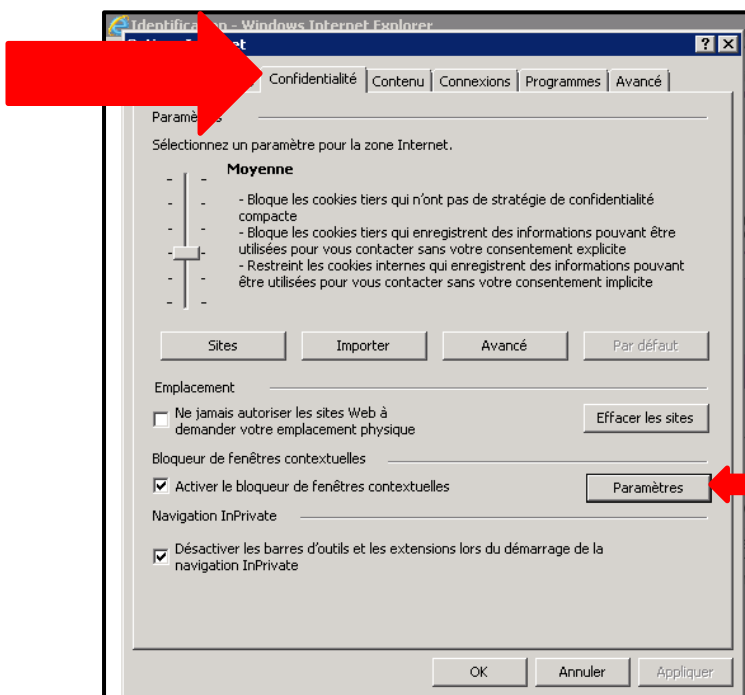 Identification - Windows Internet Explorer
Confidentialité Contenu Connexions Programmes Avancé
Sélectionnez un paramètre pour la zone Internet.
Moyenne
- Bloque les cookies tiers qui n'ont pas de stratégie de confidentialité
compacte
- Bloque les cookies tiers qui enregistrent des informations pouvant être
utilisées pour vous contacter sans votre consentement explicite
- Restreint les cookies internes qui enregistrent des informations pouvant
être utilisées pour vous contacter sans votre consentement implicite
Sites Importer Avancé Par défaut
Emplacement
Ne jamais autoriser les sites Web à
demander votre emplacement physique
Effacer les sites
Bloqueur de fenêtres contextuelles
Activer le bloqueur de fenêtres contextuelles
Paramètres
Navigation InPrivate
Désactiver les barres d'outils et les extensions lors du démarrage de la
navigation InPrivate
OK Annuler Appliquer